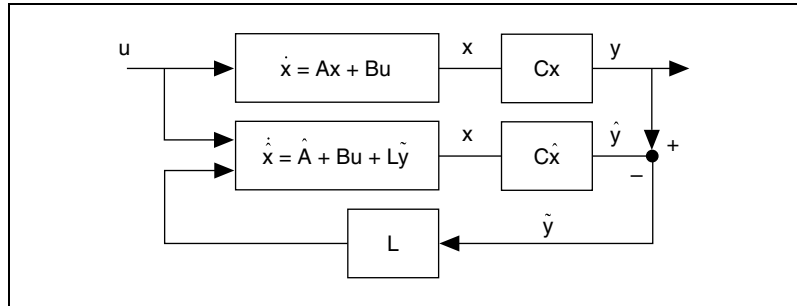 u
ẋ = Ax + Bu
x
Cx
y
x̂̇ = Â + Bu + Lỹ
x
Cx̂
ŷ
+
–
L
ỹ